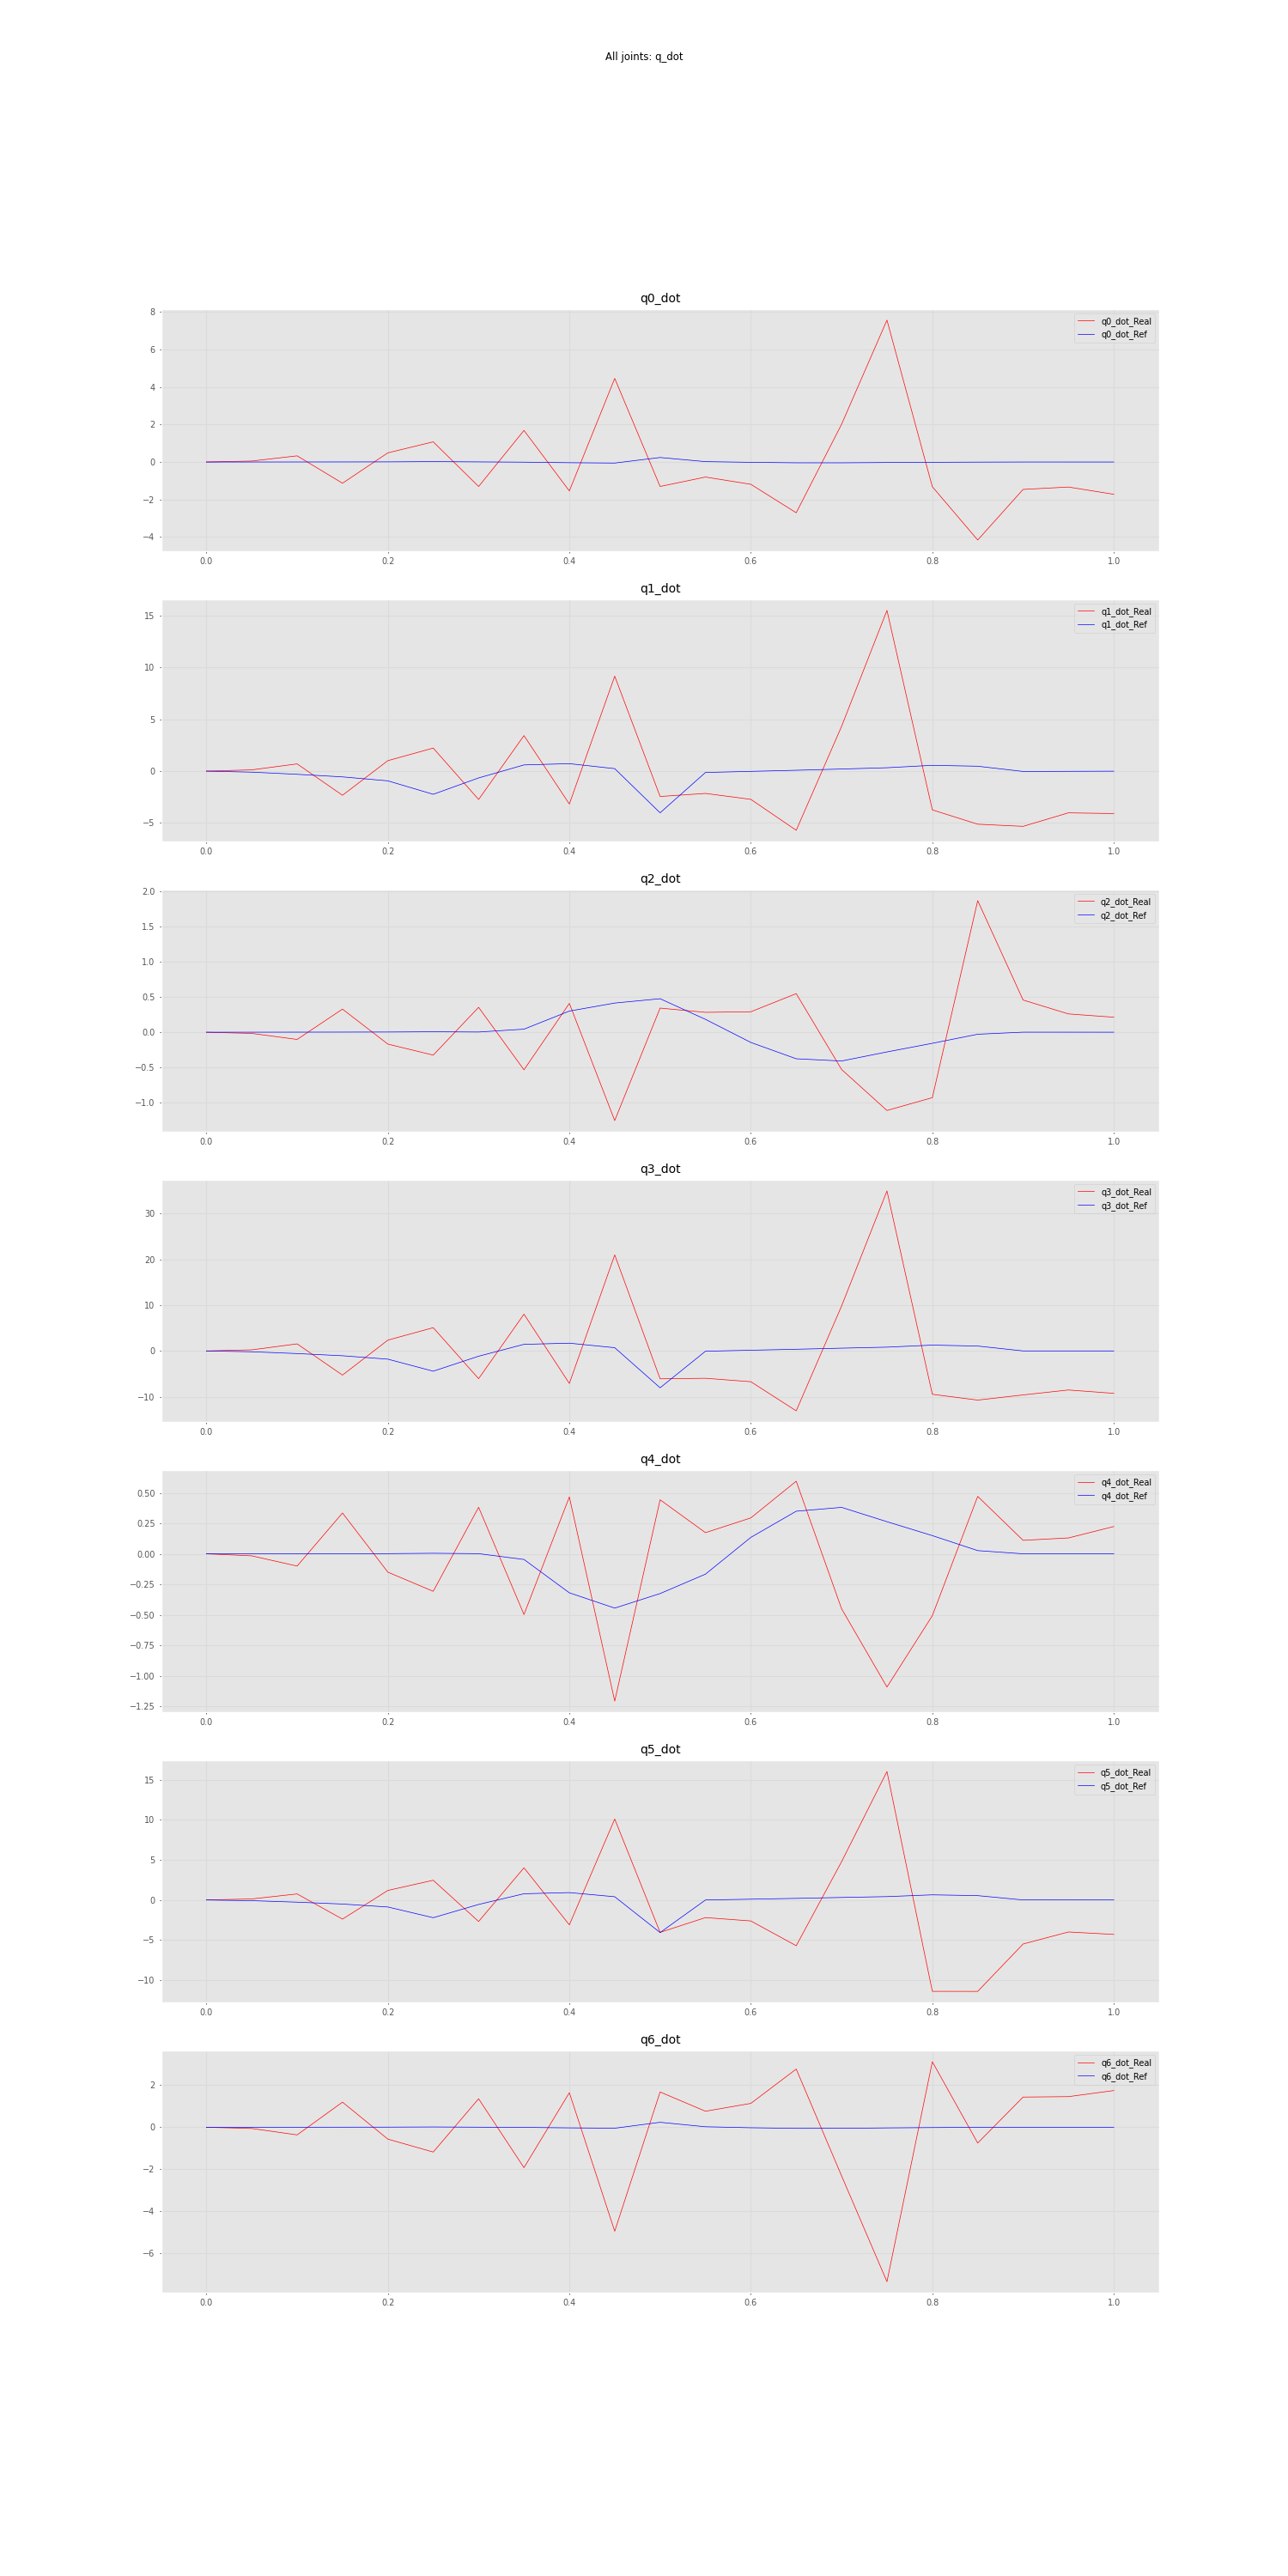 All joints: q_dot
q0_dot
8
6
4
2
0
−2
−4
q0_dot_Real
q0_dot_Ref
0.0 0.2 0.4 0.6 0.8 1.0
q1_dot
15
10
5
0
−5
q1_dot_Real
q1_dot_Ref
0.0 0.2 0.4 0.6 0.8 1.0
q2_dot
2.0
1.5
1.0
0.5
0.0
−0.5
−1.0
q2_dot_Real
q2_dot_Ref
0.0 0.2 0.4 0.6 0.8 1.0
q3_dot
30
20
10
0
−10
q3_dot_Real
q3_dot_Ref
0.0 0.2 0.4 0.6 0.8 1.0
q4_dot
0.50
0.25
0.00
−0.25
−0.50
−0.75
−1.00
−1.25
q4_dot_Real
q4_dot_Ref
0.0 0.2 0.4 0.6 0.8 1.0
q5_dot
15
10
5
0
−5
−10
q5_dot_Real
q5_dot_Ref
0.0 0.2 0.4 0.6 0.8 1.0
q6_dot
2
0
−2
−4
−6
q6_dot_Real
q6_dot_Ref
0.0 0.2 0.4 0.6 0.8 1.0